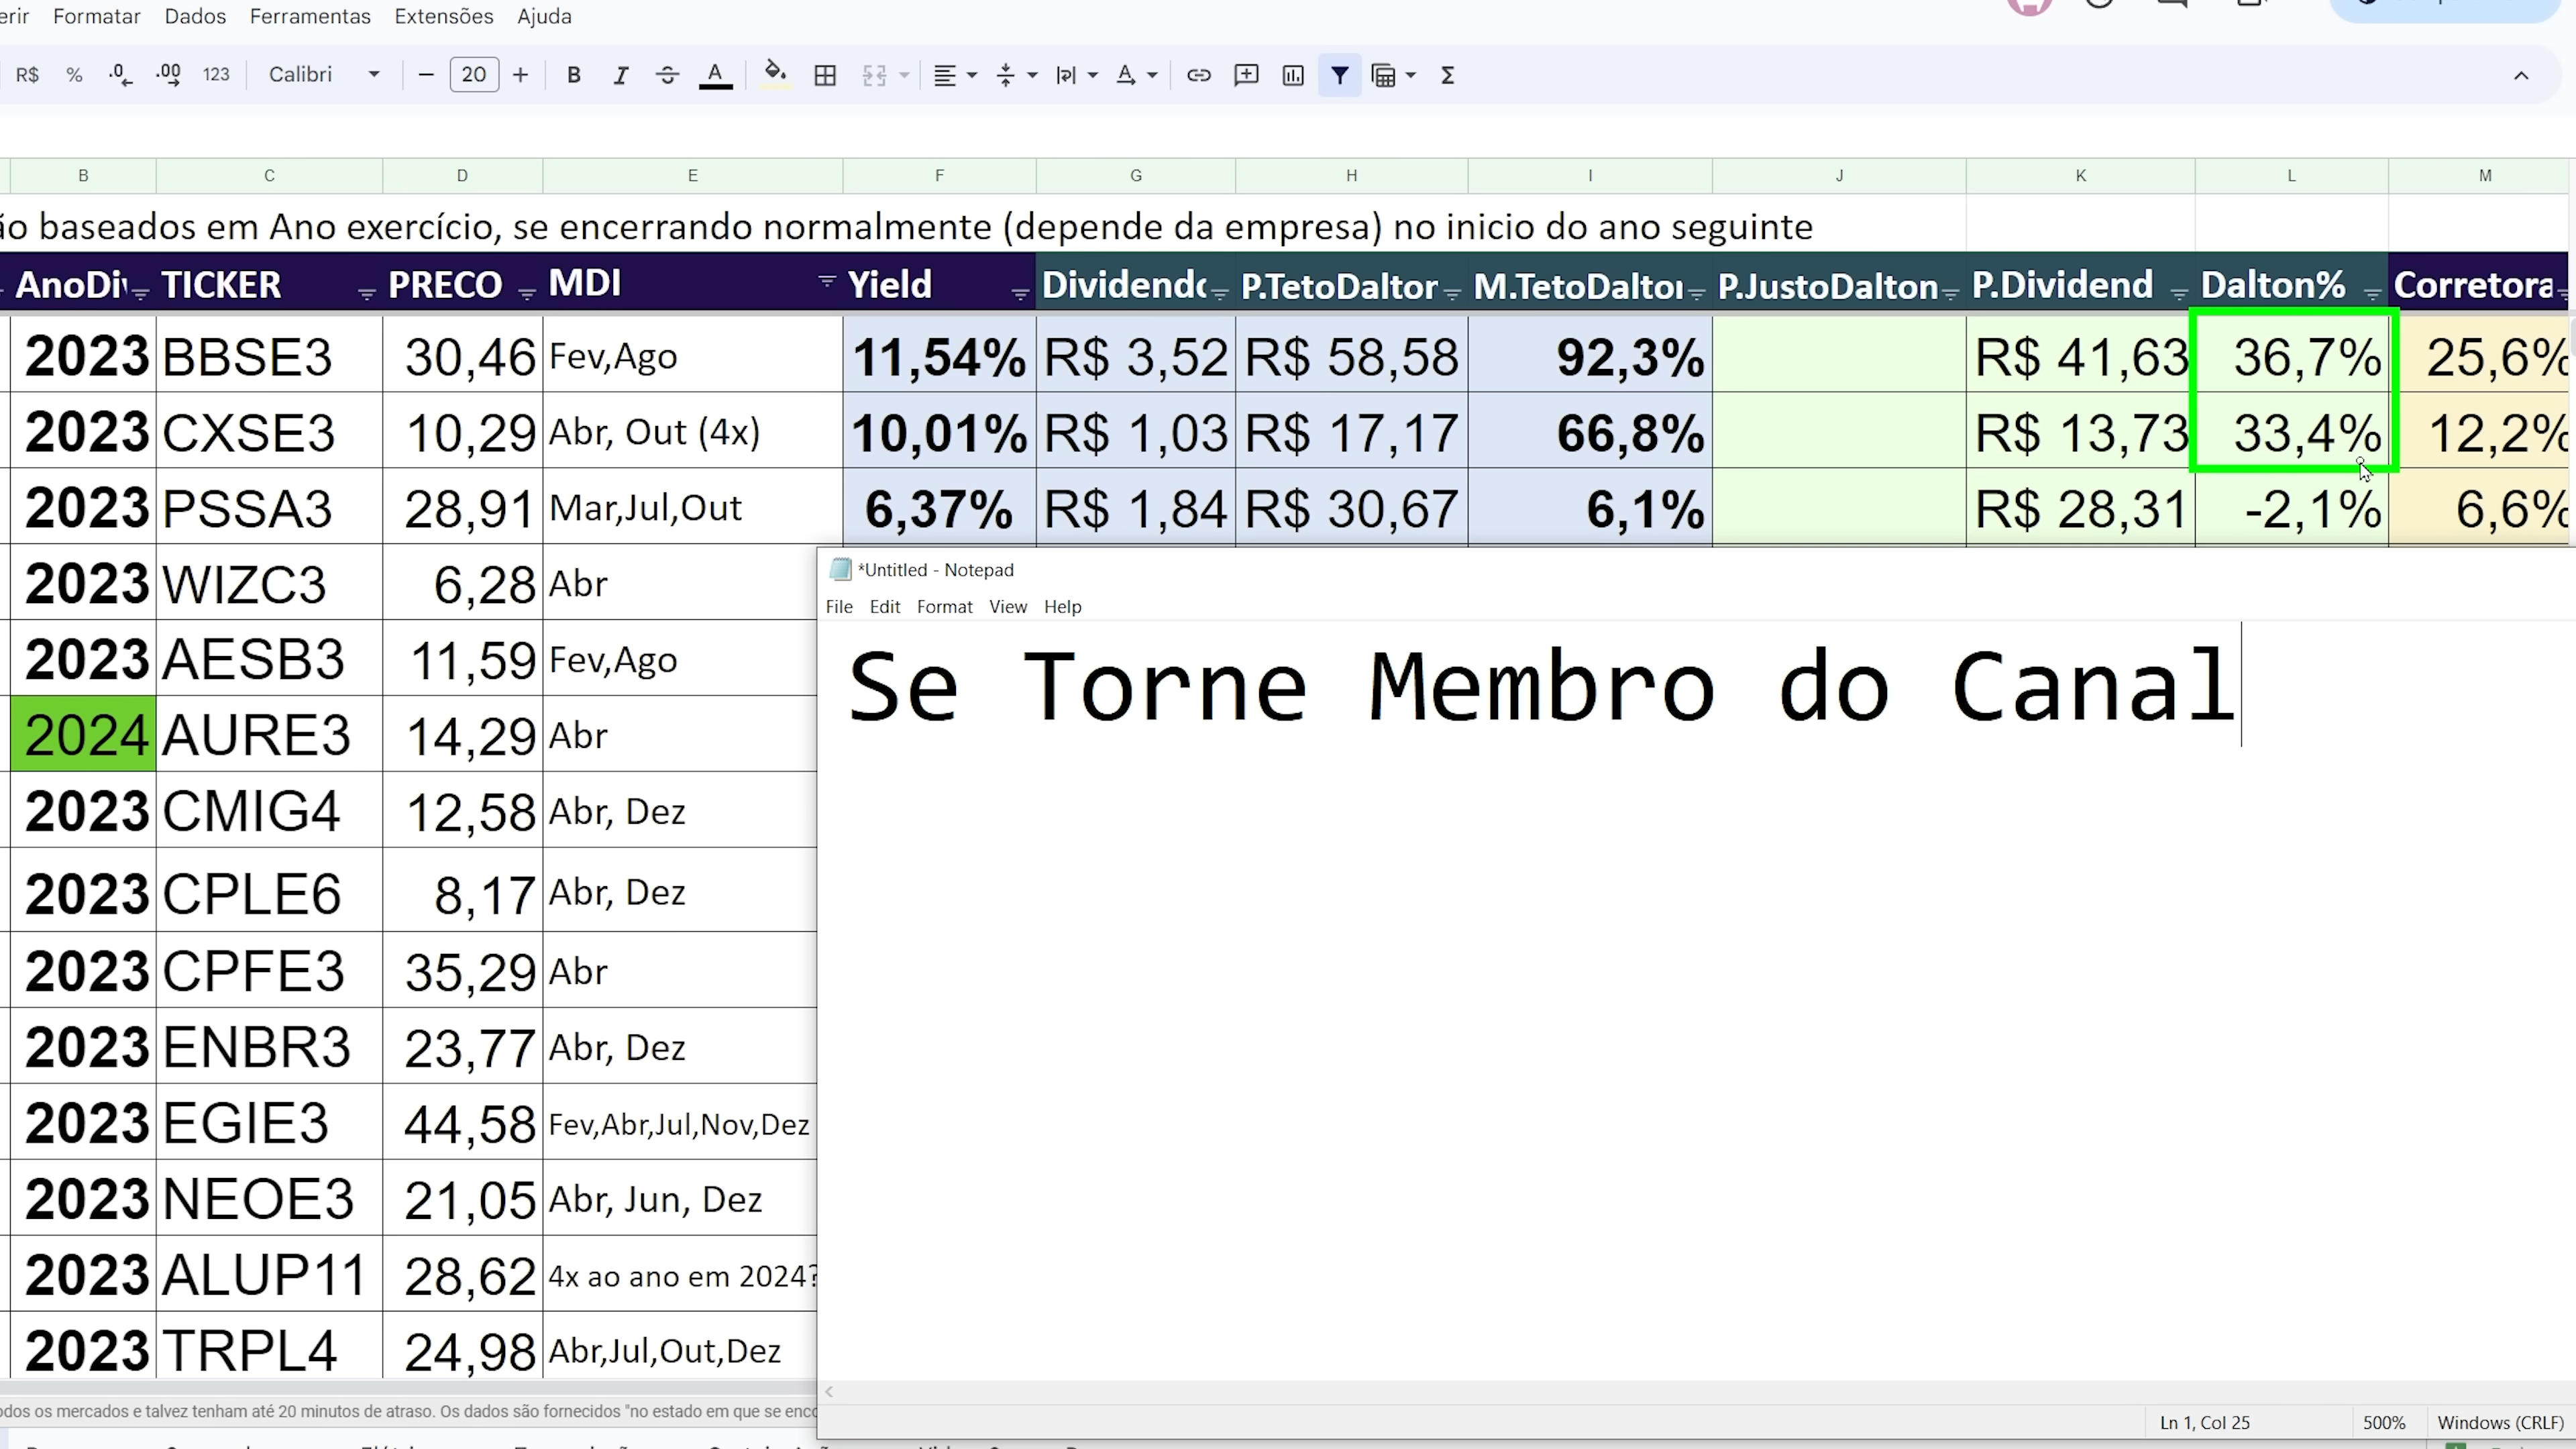 Formatar Dados Ferramentas Extensões Ajuda
R$ % .0 .00 123 Calibri 20 B I S A Σ
B C D E F G H I J K L M
baseados em Ano exercício, se encerrando normalmente (depende da empresa) no inicio do ano seguinte
AnoDi TICKER PRECO MDI Yield Dividend P.TetoDalton M.TetoDalto P.JustoDalton P.Dividend Dalton% Corretora
2023 BBSE3 30,46 Fev,Ago 11,54% R$ 3,52 R$ 58,58 92,3% R$ 41,63 36,7% 25,6%
2023 CXSE3 10,29 Abr, Out (4x) 10,01% R$ 1,03 R$ 17,17 66,8% R$ 13,73 33,4% 12,2%
2023 PSSA3 28,91 Mar,Jul,Out 6,37% R$ 1,84 R$ 30,67 6,1% R$ 28,31 -2,1% 6,6%
2023 WIZC3 6,28 Abr
2023 AESB3 11,59 Fev,Ago
2024 AURE3 14,29 Abr
2023 CMIG4 12,58 Abr, Dez
2023 CPLE6 8,17 Abr, Dez
2023 CPFE3 35,29 Abr
2023 ENBR3 23,77 Abr, Dez
2023 EGIE3 44,58 Fev,Abr,Jul,Nov,Dez
2023 NEOE3 21,05 Abr, Jun, Dez
2023 ALUP11 28,62 4x ao ano em 2024?
2023 TRPL4 24,98 Abr,Jul,Out,Dez
os mercados e talvez tenham até 20 minutos de atraso. Os dados são fornecidos "no estado em que se
*Untitled - Notepad
File Edit Format View Help
Se Torne Membro do Canal
Ln 1, Col 25 500% Windows (CRLF)